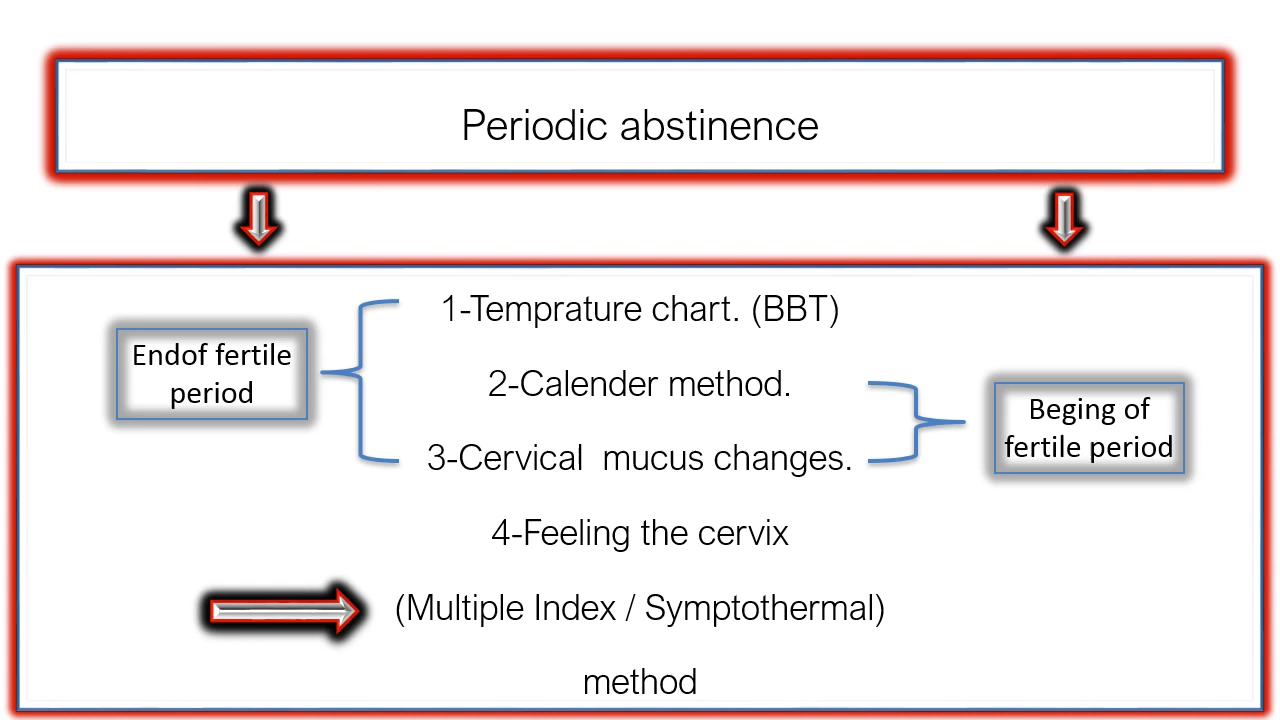 Periodic abstinence
1-Temprature chart. (BBT)
Endof fertile
period
2-Calender method.
Beging of
fertile period
3-Cervical  mucus changes.
4-Feeling the cervix
(Multiple Index / Symptothermal)
method